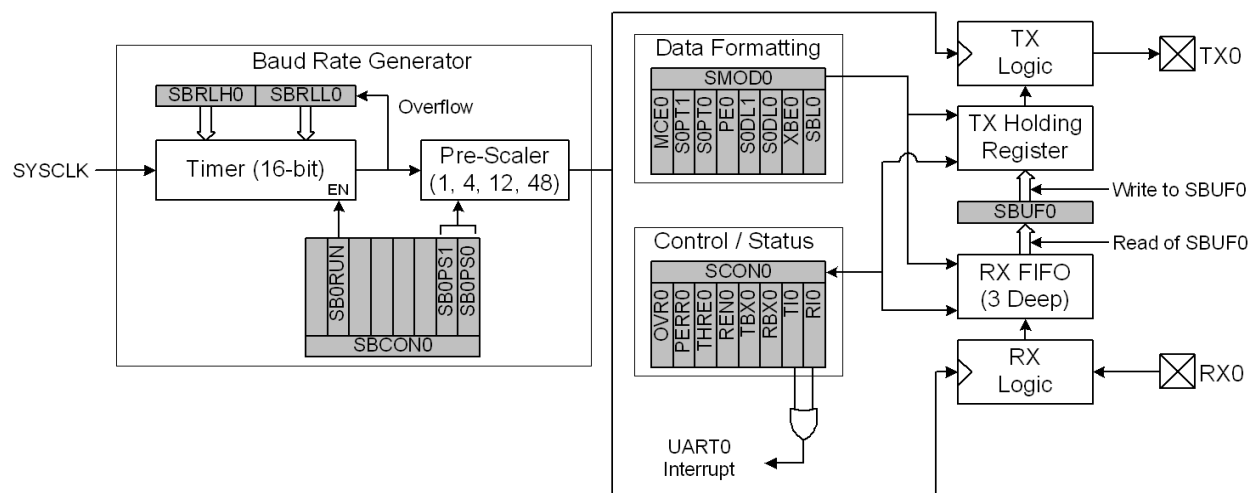 Baud Rate Generator
SBRLH0 SBRLL0
Overflow
SYSCLK
Timer (16-bit)
EN
Pre-Scaler
(1, 4, 12, 48)
SB0RUN
SB0PS1
SB0PS0
SBCON0
Data Formatting
SMOD0
MCE0
S0PT1
S0PT0
PE0
S0DL1
S0DL0
XBE0
SBL0
Control / Status
SCON0
OVR0
PERR0
THRE0
REN0
TBX0
RBX0
TI0
RI0
UART0
Interrupt
TX
Logic
TX0
TX Holding
Register
Write to SBUF0
SBUF0
Read of SBUF0
RX FIFO
(3 Deep)
RX
Logic
RX0